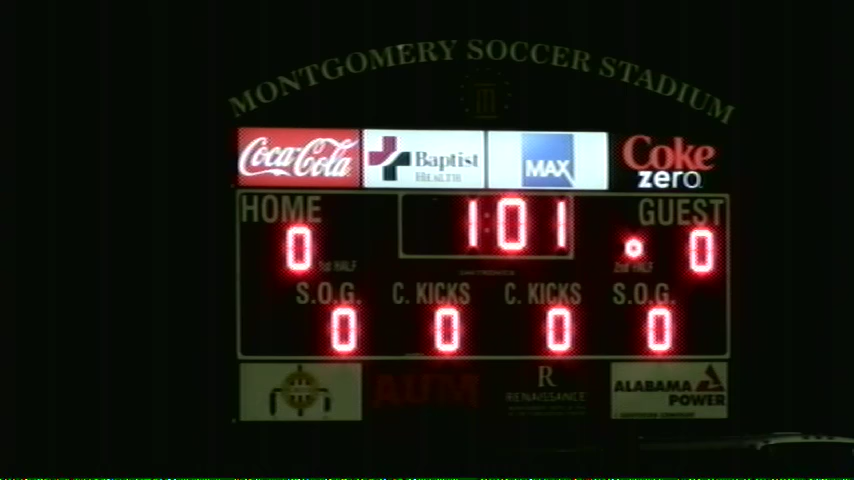 MONTGOMERY SOCCER STADIUM
Coca-Cola
Baptist
HEALTH
MAX
Coke
zero
HOME
1:01
GUEST
0
1st HALF
2nd HALF
0
S.O.G.
C. KICKS
C. KICKS
S.O.G.
0
0
0
0
AUM
R
RENAISSANCE
ALABAMA
POWER